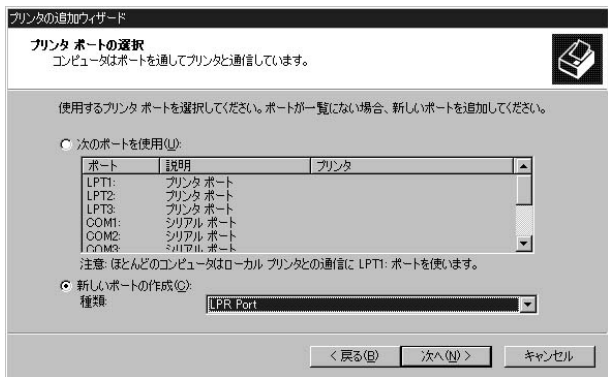 プリンタの追加ウィザード
プリンタ ポートの選択
コンピュータはポートを通してプリンタと通信しています。
使用するプリンタ ポートを選択してください。ポートが一覧にない場合、新しいポートを追加してください。
次のポートを使用(U):
ポート 説明 プリンタ
LPT1: プリンタ ポート
LPT2: プリンタ ポート
LPT3: プリンタ ポート
COM1: シリアル ポート
COM2: シリアル ポート
COM3: シリアル ポート
注意: ほとんどのコンピュータはローカル プリンタとの通信に LPT1: ポートを使います。
新しいポートの作成(C):
種類: LPR Port
< 戻る(B) 次へ(N) > キャンセル